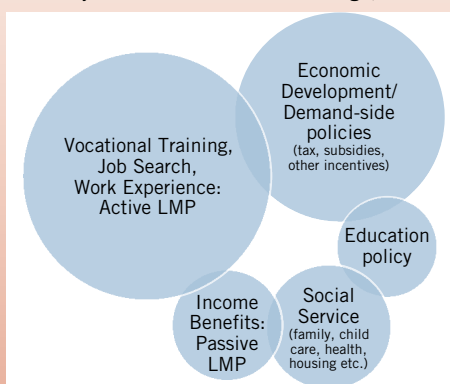 Economic
Development/
Demand-side
policies
(tax, subsidies,
other incentives)
Vocational Training,
Job Search,
Work Experience:
Active LMP
Education
policy
Income
Benefits:
Passive
LMP
Social
Service
(family, child
care, health,
housing etc.)